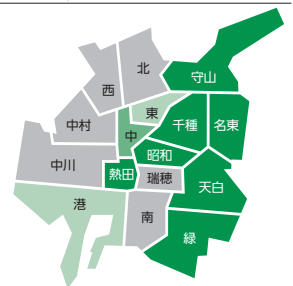 北
守山
西
東
中村
千種
名東
中
昭和
中川
熱田
瑞穂
天白
港
南
緑